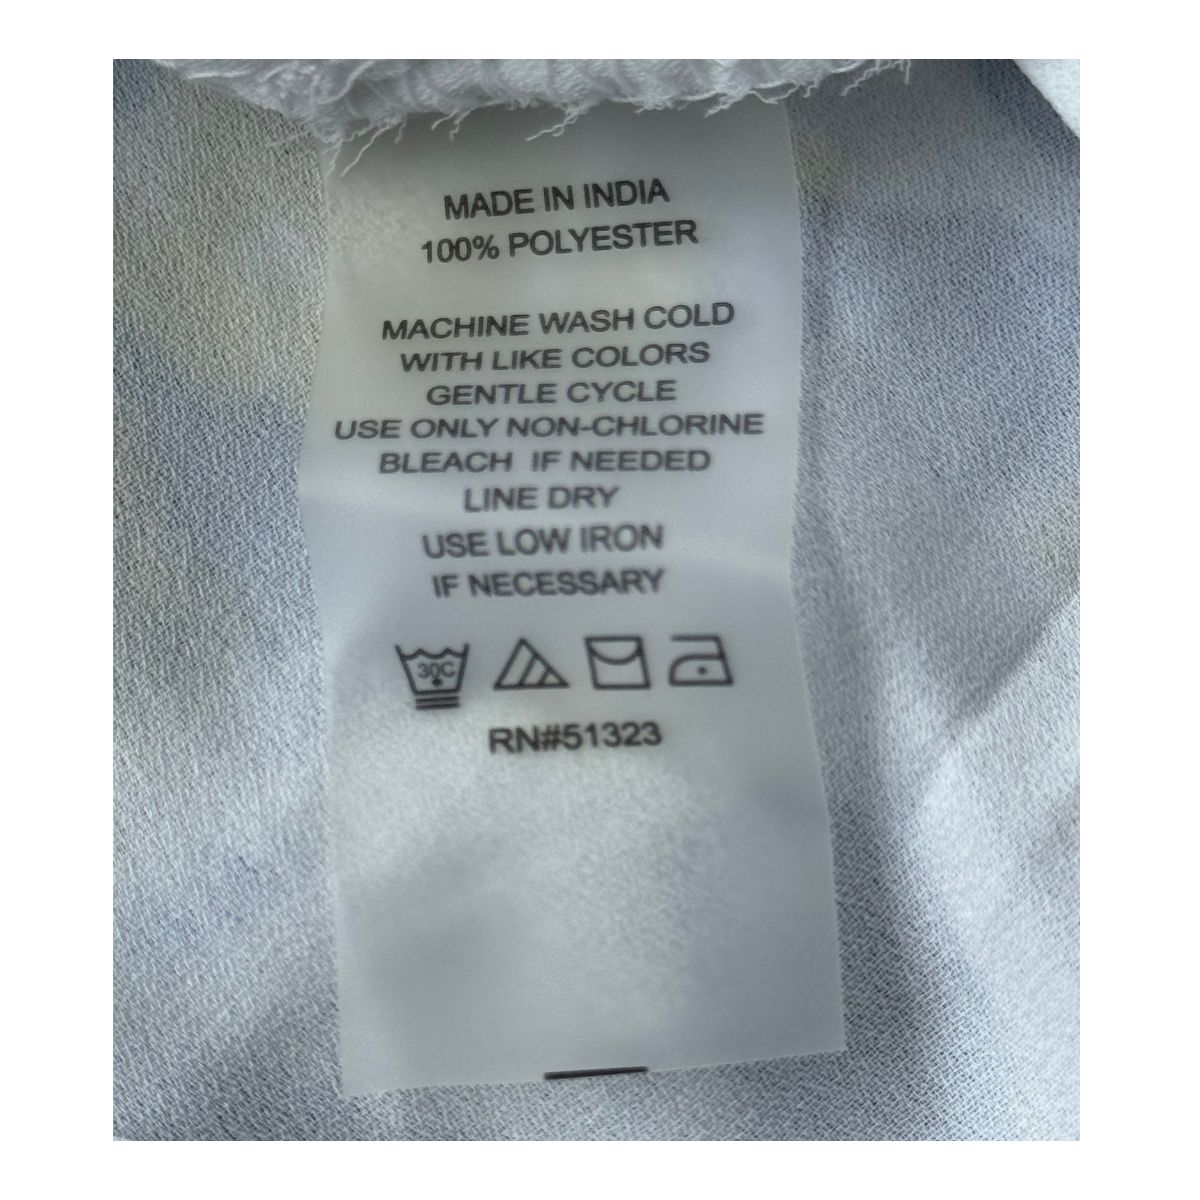 MADE IN INDIA
100% POLYESTER
MACHINE WASH COLD
WITH LIKE COLORS
GENTLE CYCLE
USE ONLY NON-CHLORINE
BLEACH IF NEEDED
LINE DRY
USE LOW IRON
IF NECESSARY
30C
RN#51323